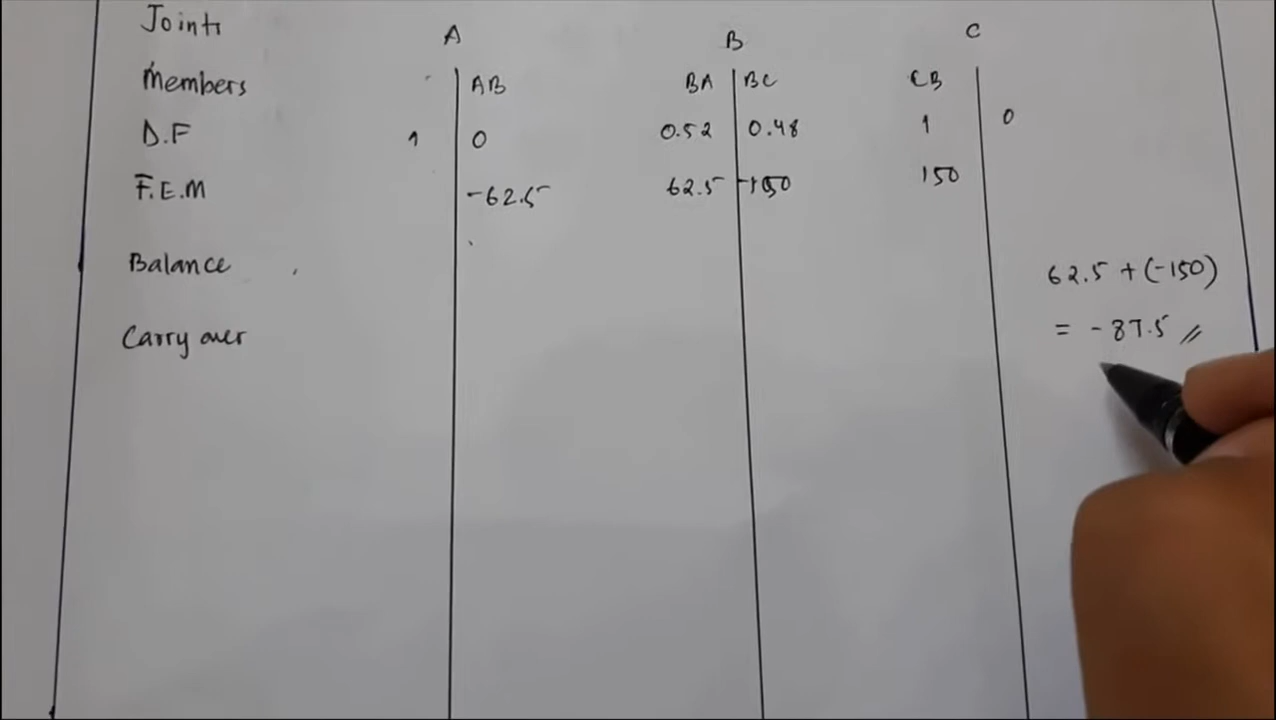 Joints A B C
Members AB BA BC CB
D.F 1 0 0.52 0.48 1 0
F.E.M -62.5 62.5 -150 150
Balance 62.5 + (-150)
Carry over = -87.5 //